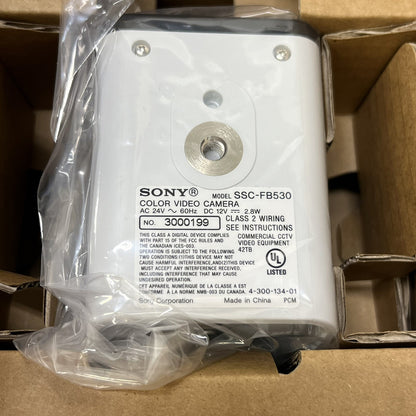 SONY® MODEL SSC-FB530
COLOR VIDEO CAMERA
AC 24V ~ 60Hz DC 12V ⎓ 2.8W
NO. 3000199 CLASS 2 WIRING
SEE INSTRUCTIONS
THIS CLASS A DIGITAL DEVICE COMPLIES
WITH PART 15 OF THE FCC RULES AND
THE CANADIAN ICES-003.
OPERATION IS SUBJECT TO THE FOLLOWING
TWO CONDITIONS:(1)THIS DEVICE MAY NOT
CAUSE HARMFUL INTERFERENCE,AND(2)THIS DEVICE
MUST ACCEPT ANY INTERFERENCE RECEIVED,
INCLUDING INTERFERENCE THAT MAY CAUSE
UNDESIRED OPERATION.
COMMERCIAL CCTV
VIDEO EQUIPMENT
42TB
UL®
LISTED
CET APPAREIL NUMÉRIQUE DE LA CLASSE A EST
CONFORME À LA NORME NMB-003 DU CANADA. 4-300-134-01
Sony Corporation Made in China PCM